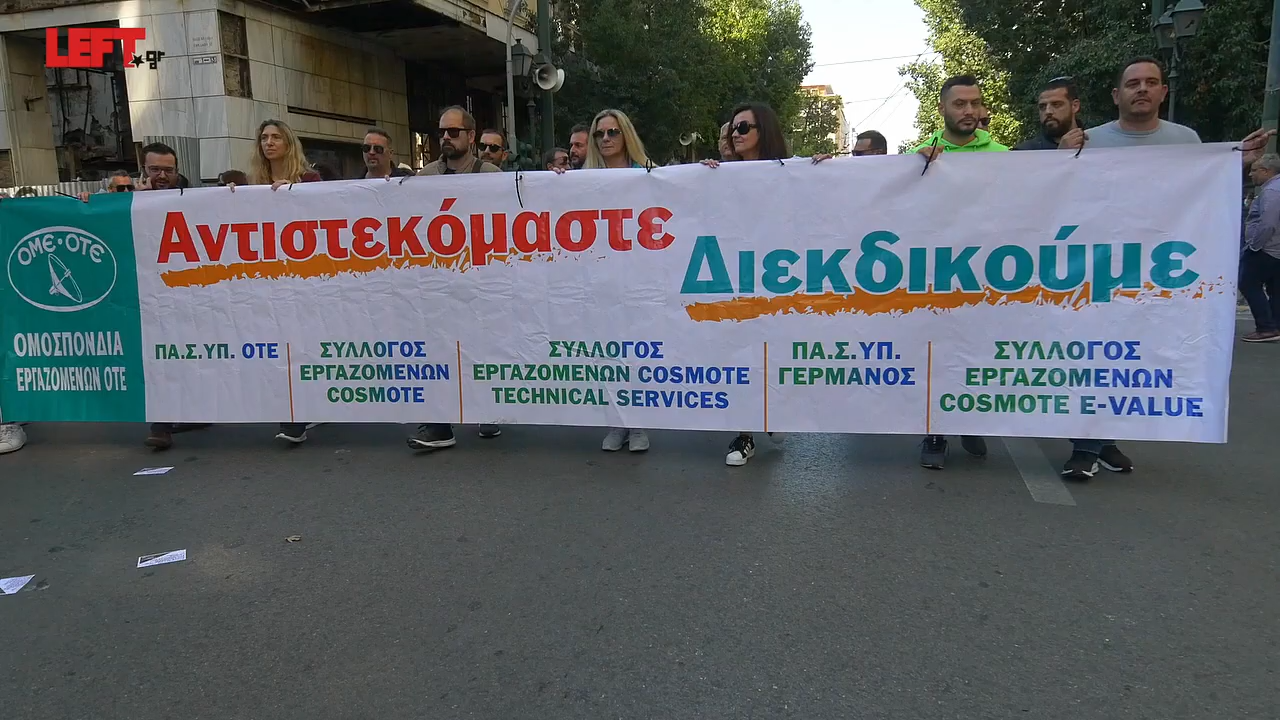 LEFT.gr
ΟΜΕ·ΟΤΕ
ΟΜΟΣΠΟΝΔΙΑ
ΕΡΓΑΖΟΜΕΝΩΝ ΟΤΕ
Αντιστεκόμαστε
Διεκδικούμε
ΠΑ.Σ.ΥΠ. ΟΤΕ
ΣΥΛΛΟΓΟΣ
ΕΡΓΑΖΟΜΕΝΩΝ
COSMOTE
ΣΥΛΛΟΓΟΣ
ΕΡΓΑΖΟΜΕΝΩΝ COSMOTE
TECHNICAL SERVICES
ΠΑ.Σ.ΥΠ.
ΓΕΡΜΑΝΟΣ
ΣΥΛΛΟΓΟΣ
ΕΡΓΑΖΟΜΕΝΩΝ
COSMOTE E-VALUE